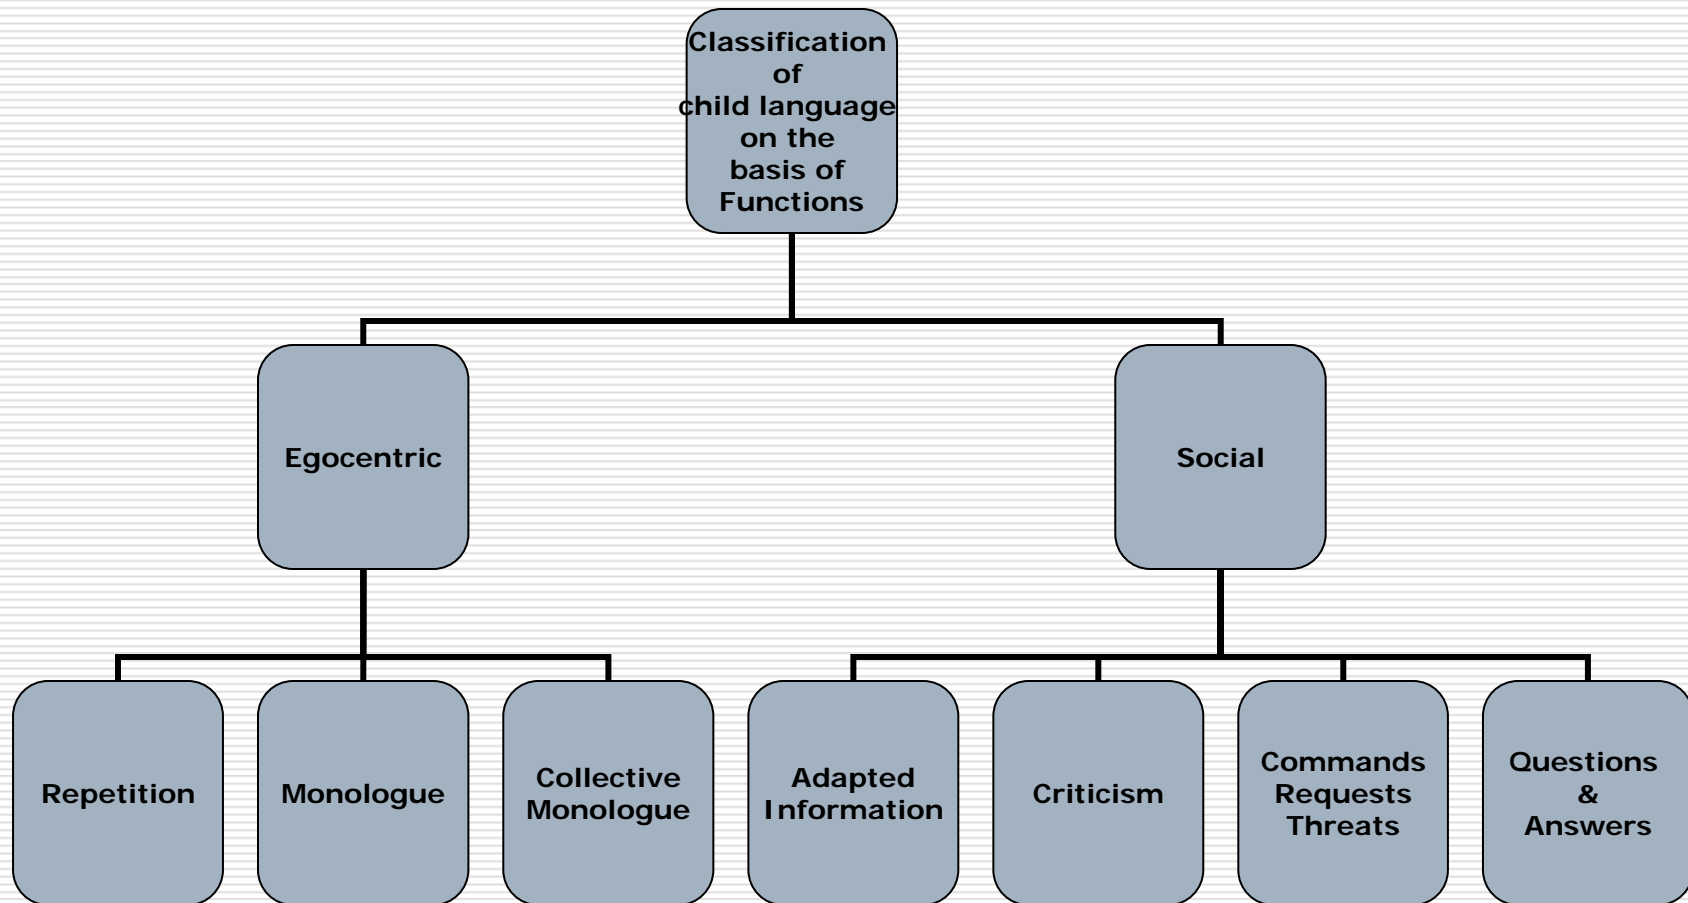 Classification
of
child language
on the
basis of
Functions
Egocentric
Social
Repetition
Monologue
Collective
Monologue
Adapted
Information
Criticism
Commands
Requests
Threats
Questions
&
Answers